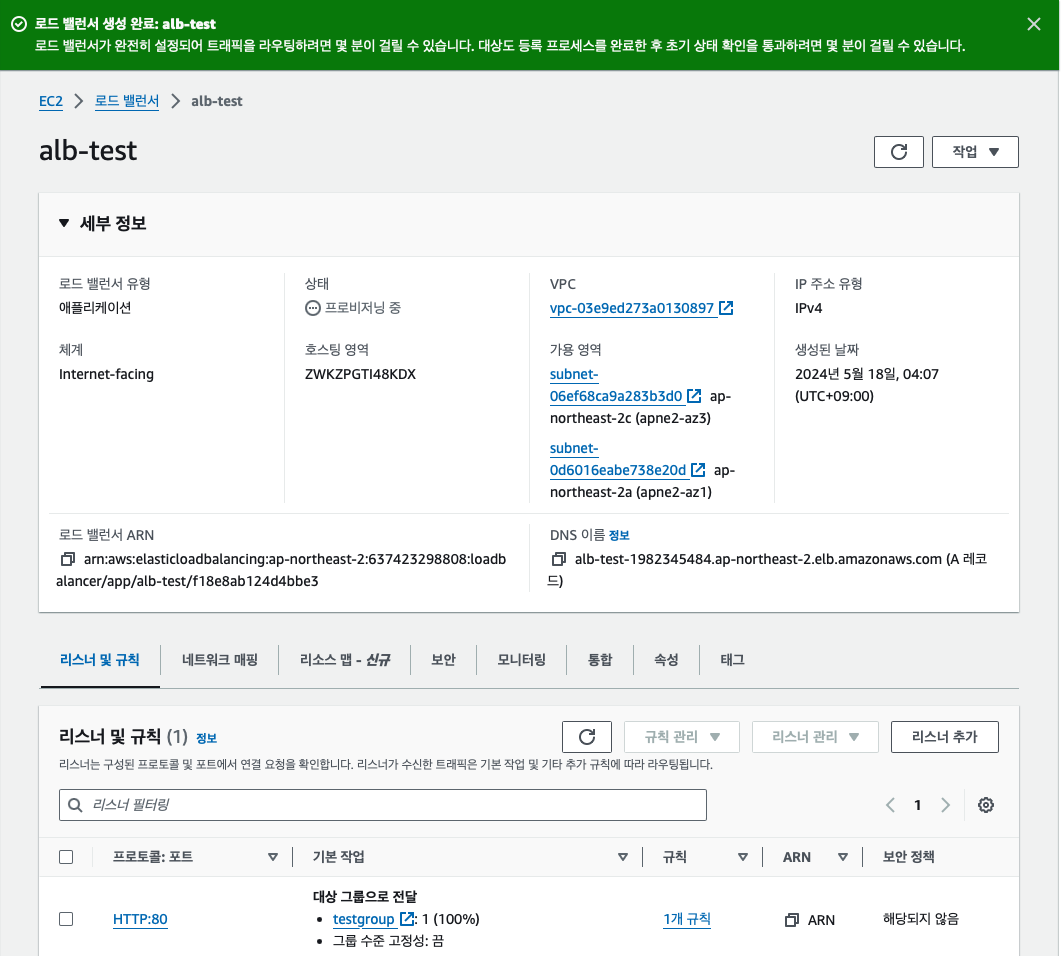 로드 밸런서 생성 완료: alb-test
로드 밸런서가 완전히 설정되어 트래픽을 라우팅하려면 몇 분이 걸릴 수 있습니다. 대상도 등록 프로세스를 완료한 후 초기 상태 확인을 통과하려면 몇 분이 걸릴 수 있습니다.
EC2 > 로드 밸런서 > alb-test
alb-test
작업
세부 정보
로드 밸런서 유형
애플리케이션
상태
프로비저닝 중
VPC
vpc-03e9ed273a0130897
IP 주소 유형
IPv4
체계
Internet-facing
호스팅 영역
ZWKZPGTI48KDX
가용 영역
subnet-
06ef68ca9a283b3d0 ap-
northeast-2c (apne2-az3)
subnet-
0d6016eabe738e20d ap-
northeast-2a (apne2-az1)
생성된 날짜
2024년 5월 18일, 04:07
(UTC+09:00)
로드 밸런서 ARN
arn:aws:elasticloadbalancing:ap-northeast-2:637423298808:loadb
alancer/app/alb-test/f18e8ab124d4bbe3
DNS 이름 정보
alb-test-1982345484.ap-northeast-2.elb.amazonaws.com (A 레코
드)
리스너 및 규칙 네트워크 매핑 리소스 맵 - 신규 보안 모니터링 통합 속성 태그
리스너 및 규칙 (1) 정보
규칙 관리 리스너 관리 리스너 추가
리스너는 구성된 프로토콜 및 포트에서 연결 요청을 확인합니다. 리스너가 수신한 트래픽은 기본 작업 및 기타 추가 규칙에 따라 라우팅됩니다.
리스너 필터링
1
프로토콜: 포트 기본 작업 규칙 ARN 보안 정책
HTTP:80
대상 그룹으로 전달
• testgroup : 1 (100%)
• 그룹 수준 고정성: 끔
1개 규칙
ARN
해당되지 않음